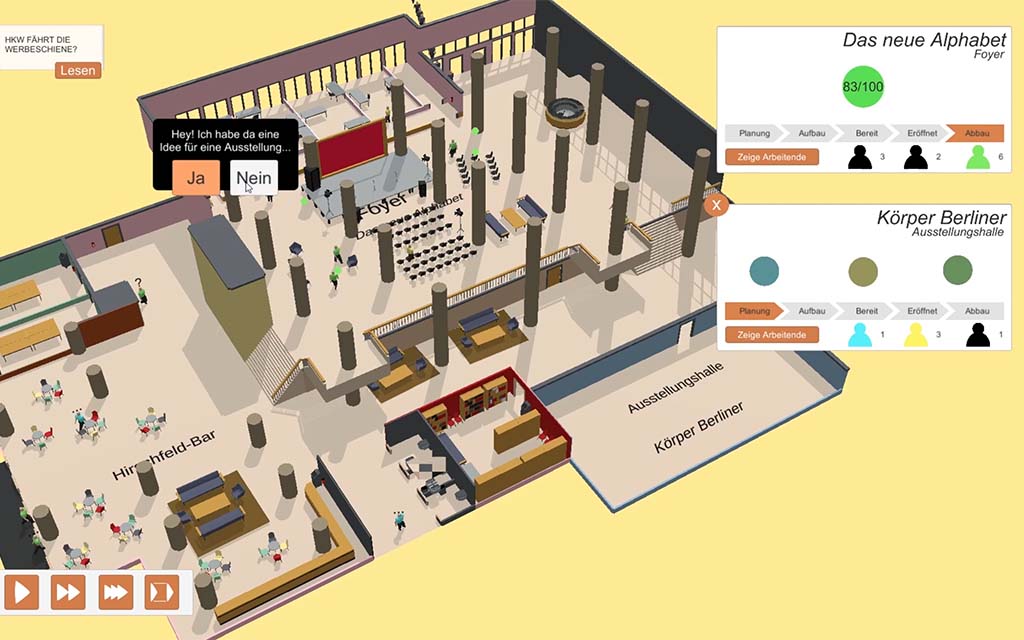 HKW FÄHRT DIE
WERBESCHIENE?
Lesen
Hey! Ich habe da eine
Idee für eine Ausstellung...
Ja
Nein
Das neue Alphabet
Foyer
83/100
Planung
Aufbau
Bereit
Eröffnet
Abbau
Zeige Arbeitende
3
2
6
X
Körper Berliner
Ausstellungshalle
Planung
Aufbau
Bereit
Eröffnet
Abbau
Zeige Arbeitende
1
3
1
Foyer
Alphabet
?
Ausstellungshalle
Körper Berliner
Hirschfeld-Bar